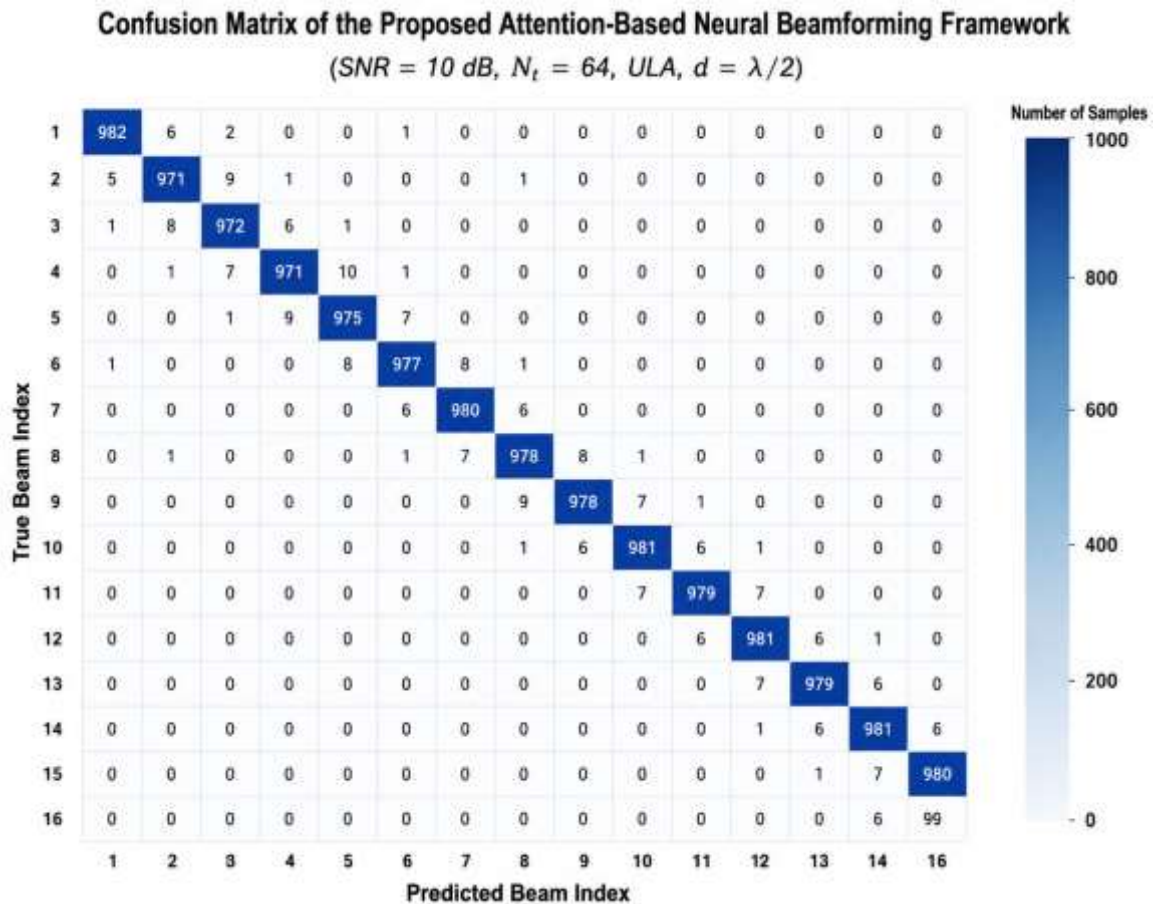 Confusion Matrix of the Proposed Attention-Based Neural Beamforming Framework
(SNR = 10 dB, Nₜ = 64, ULA, d = λ/2)
Number of Samples
1 982 6 2 0 0 1 0 0 0 0 0 0 0 0 0
2 5 971 9 1 0 0 0 1 0 0 0 0 0 0 0
3 1 8 972 6 1 0 0 0 0 0 0 0 0 0 0
4 0 1 7 971 10 1 0 0 0 0 0 0 0 0 0
5 0 0 1 9 975 7 0 0 0 0 0 0 0 0 0
6 1 0 0 0 8 977 8 1 0 0 0 0 0 0 0
7 0 0 0 0 0 6 980 6 0 0 0 0 0 0 0
8 0 1 0 0 0 1 7 978 8 1 0 0 0 0 0
9 0 0 0 0 0 0 0 9 978 7 1 0 0 0 0
10 0 0 0 0 0 0 0 1 6 981 6 1 0 0 0
11 0 0 0 0 0 0 0 0 0 7 979 7 0 0 0
12 0 0 0 0 0 0 0 0 0 0 6 981 6 1 0
13 0 0 0 0 0 0 0 0 0 0 0 7 979 6 0
14 0 0 0 0 0 0 0 0 0 0 0 1 6 981 6
15 0 0 0 0 0 0 0 0 0 0 0 0 1 7 980
16 0 0 0 0 0 0 0 0 0 0 0 0 0 6 99
1 2 3 4 5 6 7 8 9 10 11 12 13 14 16
Predicted Beam Index
True Beam Index
1000
800
600
400
200
0